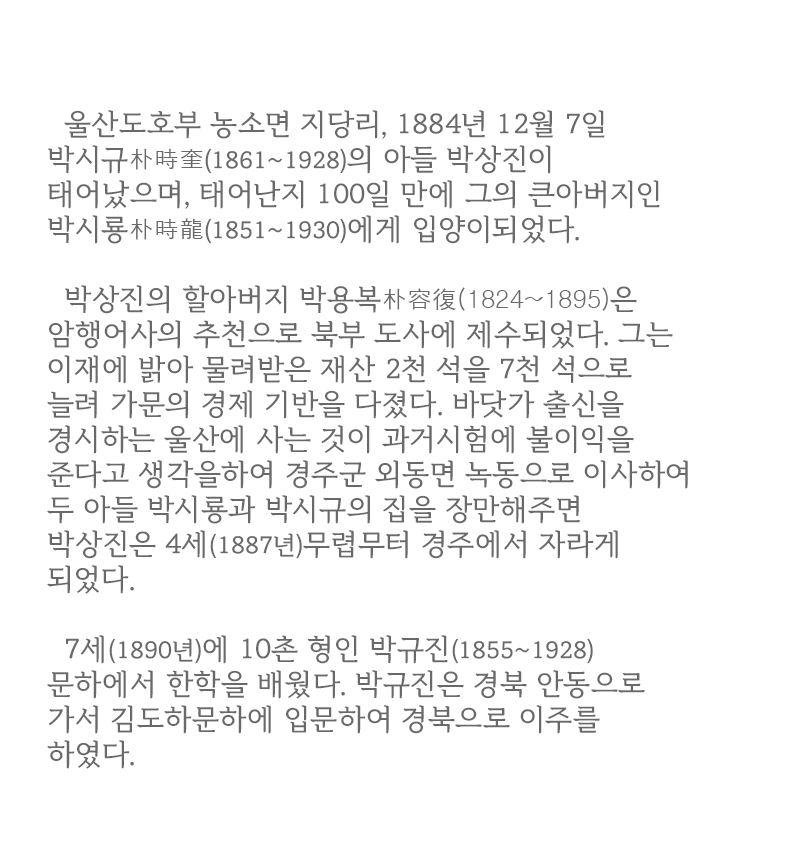 울산도호부 농소면 지당리, 1884년 12월 7일
박시규朴時奎(1861~1928)의 아들 박상진이
태어났으며, 태어난지 100일 만에 그의 큰아버지인
박시룡朴時龍(1851~1930)에게 입양이되었다.
박상진의 할아버지 박용복朴容復(1824~1895)은
암행어사의 추천으로 북부 도사에 제수되었다. 그는
이재에 밝아 물려받은 재산 2천 석을 7천 석으로
늘려 가문의 경제 기반을 다졌다. 바닷가 출신을
경시하는 울산에 사는 것이 과거시험에 불이익을
준다고 생각을하여 경주군 외동면 녹동으로 이사하여
두 아들 박시룡과 박시규의 집을 장만해주면
박상진은 4세(1887년)무렵무터 경주에서 자라게
되었다.
7세(1890년)에 10촌 형인 박규진(1855~1928)
문하에서 한학을 배웠다. 박규진은 경북 안동으로
가서 김도하문하에 입문하여 경북으로 이주를
하였다.